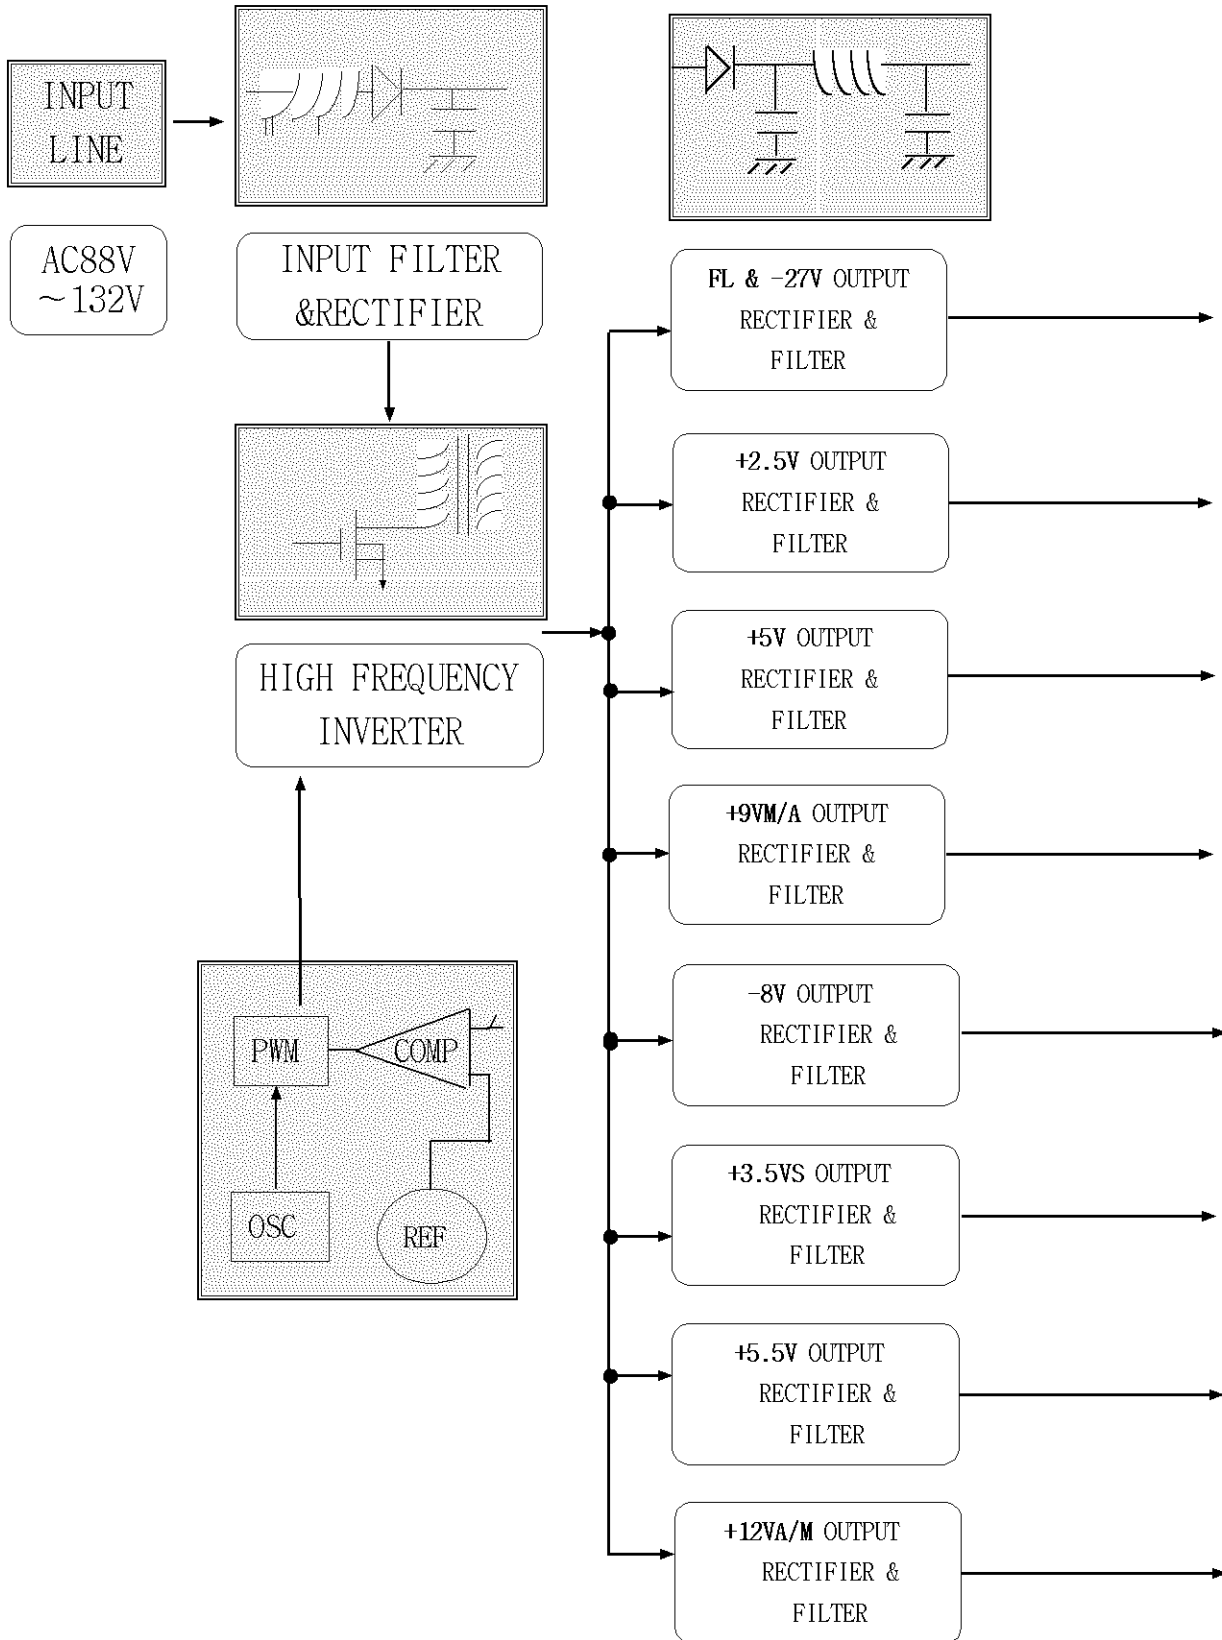 INPUT
LINE
AC88V
～132V
INPUT FILTER
&RECTIFIER
HIGH FREQUENCY
INVERTER
PWM
COMP
OSC
REF
FL & -27V OUTPUT
RECTIFIER &
FILTER
+2.5V OUTPUT
RECTIFIER &
FILTER
+5V OUTPUT
RECTIFIER &
FILTER
+9VM/A OUTPUT
RECTIFIER &
FILTER
-8V OUTPUT
RECTIFIER &
FILTER
+3.5VS OUTPUT
RECTIFIER &
FILTER
+5.5V OUTPUT
RECTIFIER &
FILTER
+12VA/M OUTPUT
RECTIFIER &
FILTER